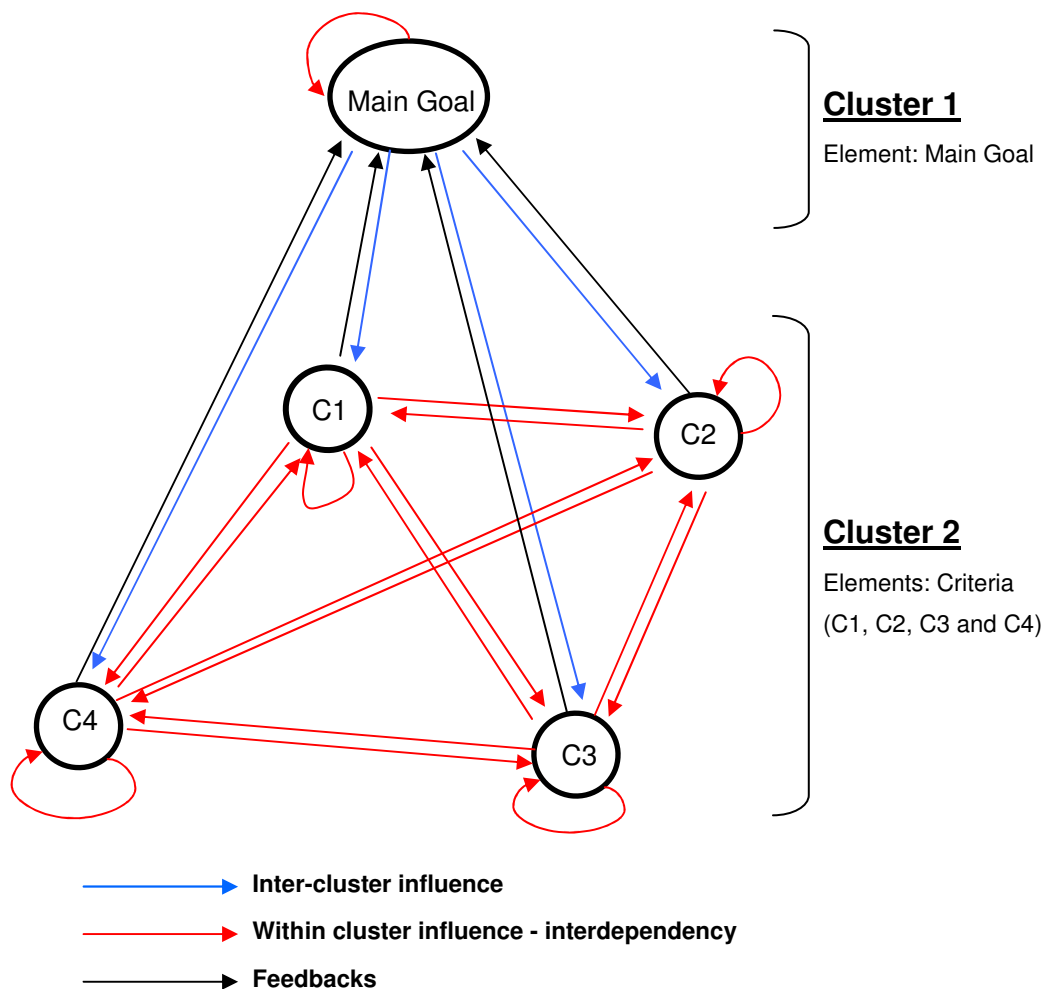 Main Goal
Cluster 1
Element: Main Goal
C1
C2
Cluster 2
Elements: Criteria
(C1, C2, C3 and C4)
C4
C3
Inter-cluster influence
Within cluster influence - interdependency
Feedbacks